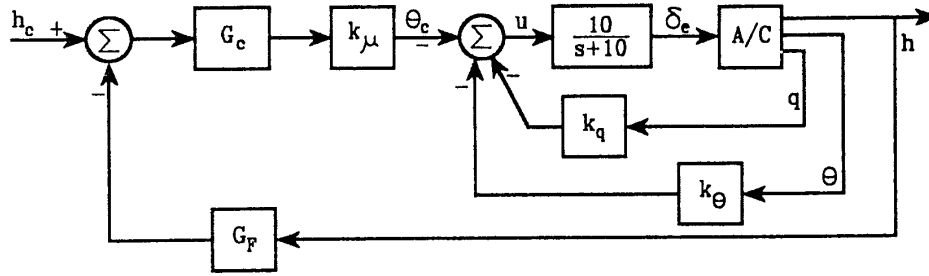 h_c + Σ G_c k_μ θ_c − Σ u 10/(s+10) δ_e A/C h
−
− −
q
k_q
θ
k_θ
G_F